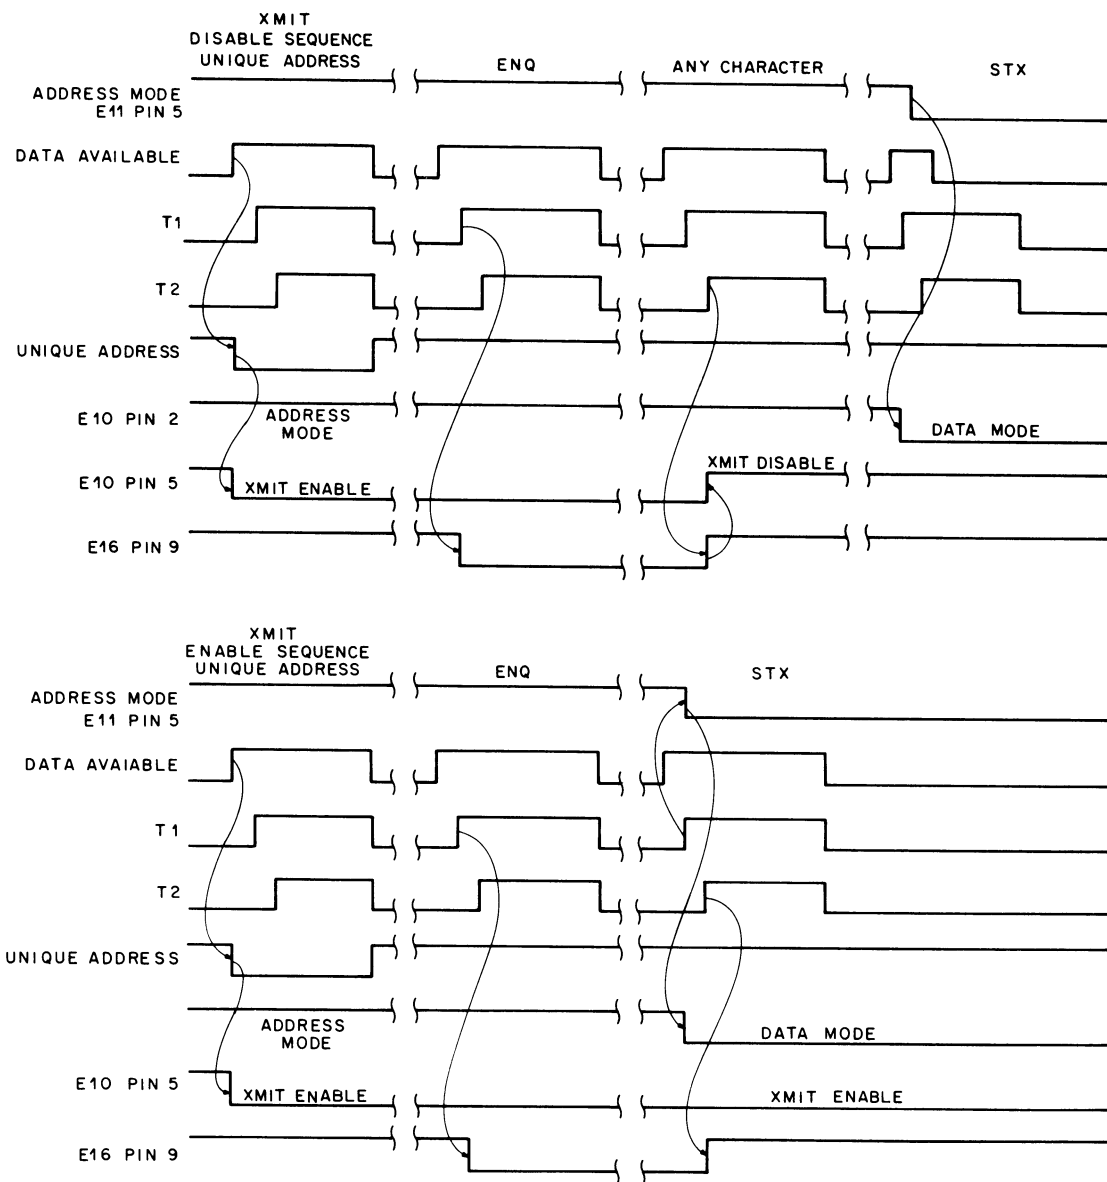 XMIT
DISABLE SEQUENCE
UNIQUE ADDRESS
ENQ
ANY CHARACTER
STX
ADDRESS MODE
E11 PIN 5
DATA AVAILABLE
T1
T2
UNIQUE ADDRESS
E10 PIN 2
ADDRESS
MODE
DATA MODE
E10 PIN 5
XMIT ENABLE
XMIT DISABLE
E16 PIN 9
XMIT
ENABLE SEQUENCE
UNIQUE ADDRESS
ENQ
STX
ADDRESS MODE
E11 PIN 5
DATA AVAIABLE
T1
T2
UNIQUE ADDRESS
ADDRESS
MODE
DATA MODE
E10 PIN 5
XMIT ENABLE
XMIT ENABLE
E16 PIN 9